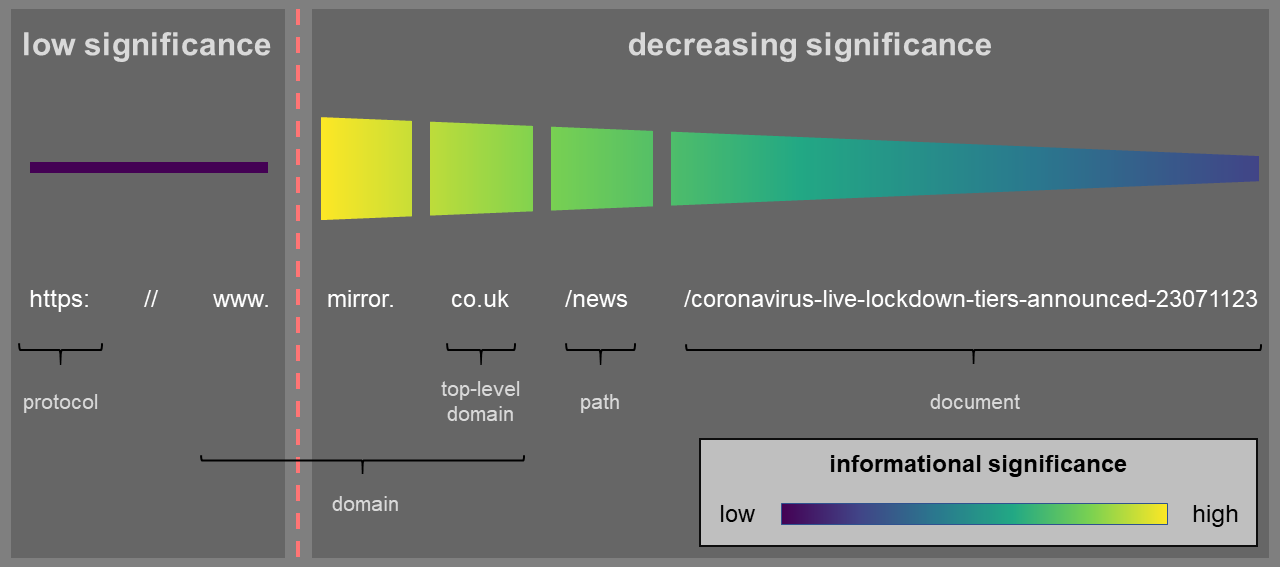 low significance
decreasing significance
https: // www. mirror. co.uk /news /coronavirus-live-lockdown-tiers-announced-23071123
protocol
top-level
domain
path
document
domain
informational significance
low
high